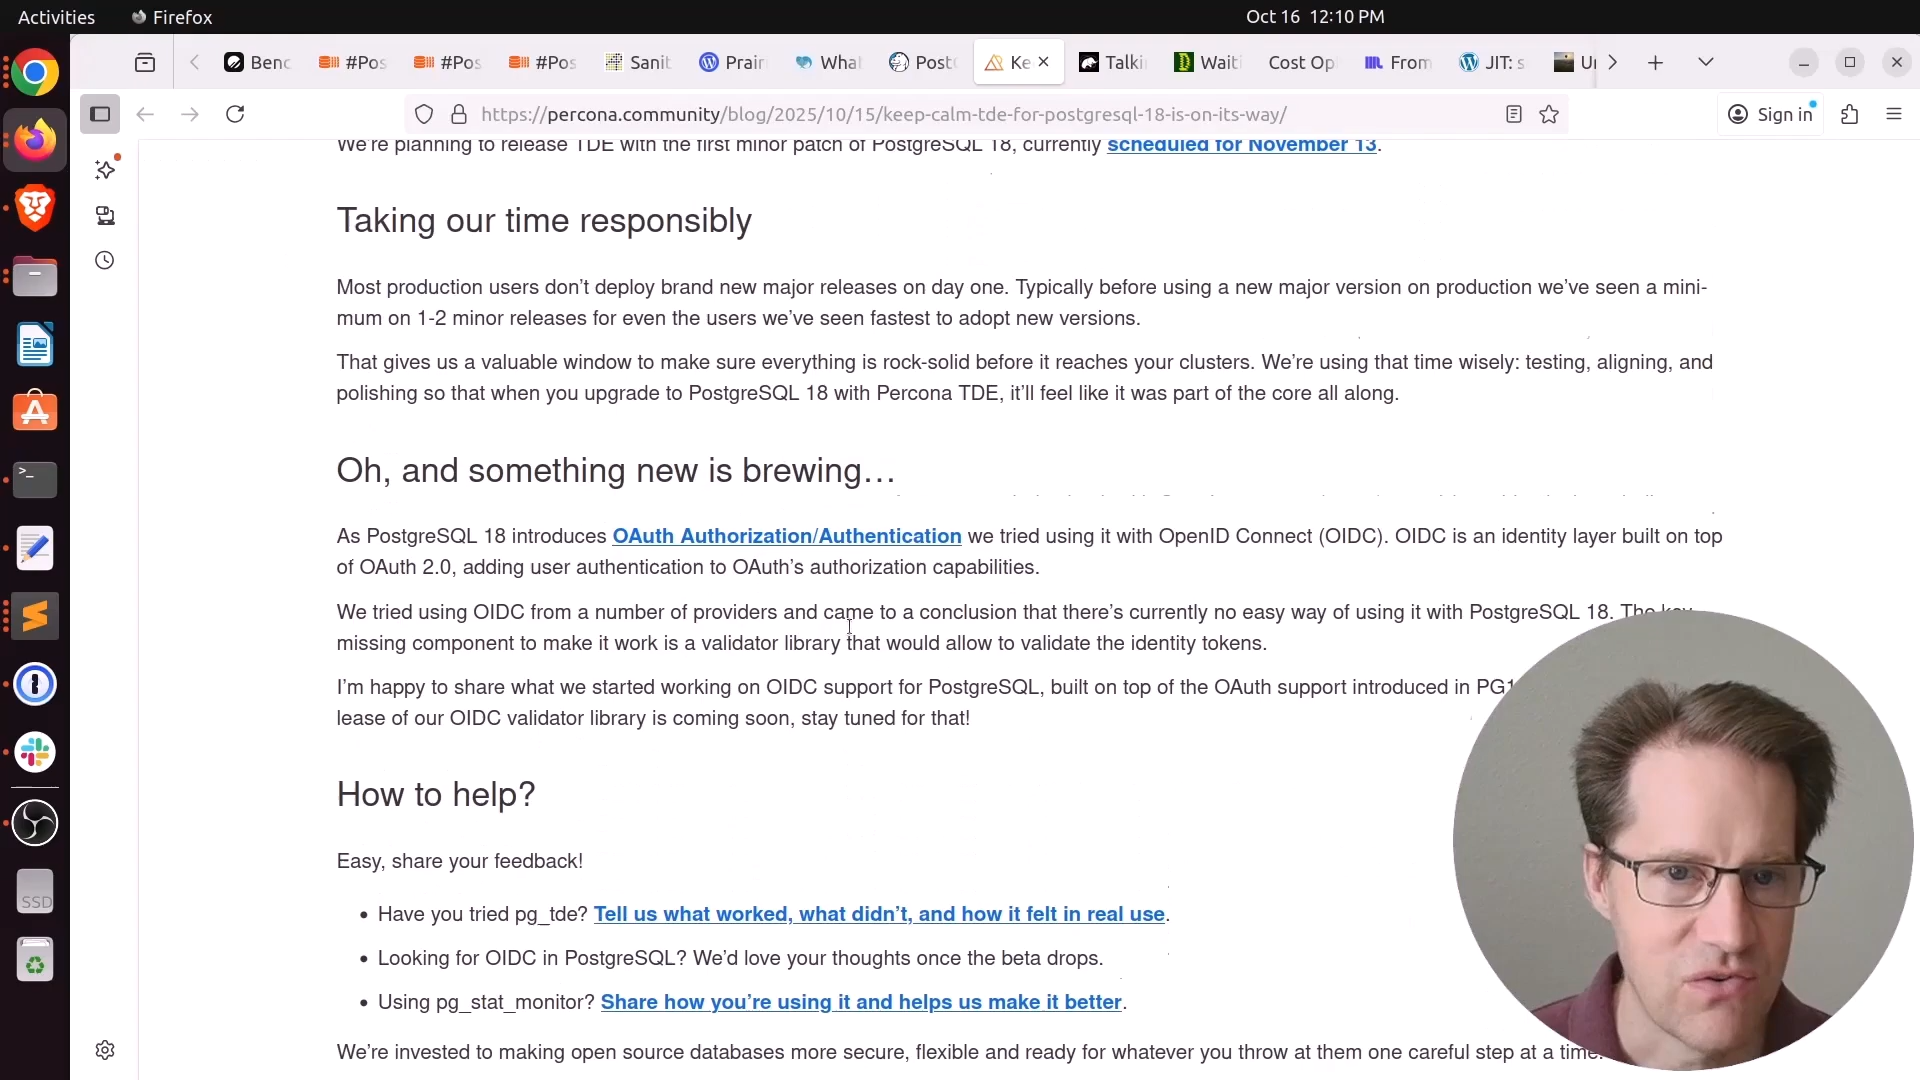 Activities
Firefox
Oct 16 12:10 PM
Benc
#Pos
#Pos
#Pos
Sanit
Prair
What
Post
Ke
Talki
Waiti
Cost Op
From
JIT: s
https://percona.community/blog/2025/10/15/keep-calm-tde-for-postgresql-18-is-on-its-way/
Sign in
We're planning to release TDE with the first minor patch of PostgreSQL 18, currently scheduled for November 13.
Taking our time responsibly
Most production users don't deploy brand new major releases on day one. Typically before using a new major version on production we've seen a mini-
mum on 1-2 minor releases for even the users we've seen fastest to adopt new versions.
That gives us a valuable window to make sure everything is rock-solid before it reaches your clusters. We're using that time wisely: testing, aligning, and
polishing so that when you upgrade to PostgreSQL 18 with Percona TDE, it'll feel like it was part of the core all along.
Oh, and something new is brewing…
As PostgreSQL 18 introduces OAuth Authorization/Authentication we tried using it with OpenID Connect (OIDC). OIDC is an identity layer built on top
of OAuth 2.0, adding user authentication to OAuth's authorization capabilities.
We tried using OIDC from a number of providers and came to a conclusion that there's currently no easy way of using it with PostgreSQL 18. The key
missing component to make it work is a validator library that would allow to validate the identity tokens.
I'm happy to share what we started working on OIDC support for PostgreSQL, built on top of the OAuth support introduced in PG1
lease of our OIDC validator library is coming soon, stay tuned for that!
How to help?
Easy, share your feedback!
• Have you tried pg_tde? Tell us what worked, what didn't, and how it felt in real use.
• Looking for OIDC in PostgreSQL? We'd love your thoughts once the beta drops.
• Using pg_stat_monitor? Share how you're using it and helps us make it better.
We're invested to making open source databases more secure, flexible and ready for whatever you throw at them one careful step at a time.
SSD